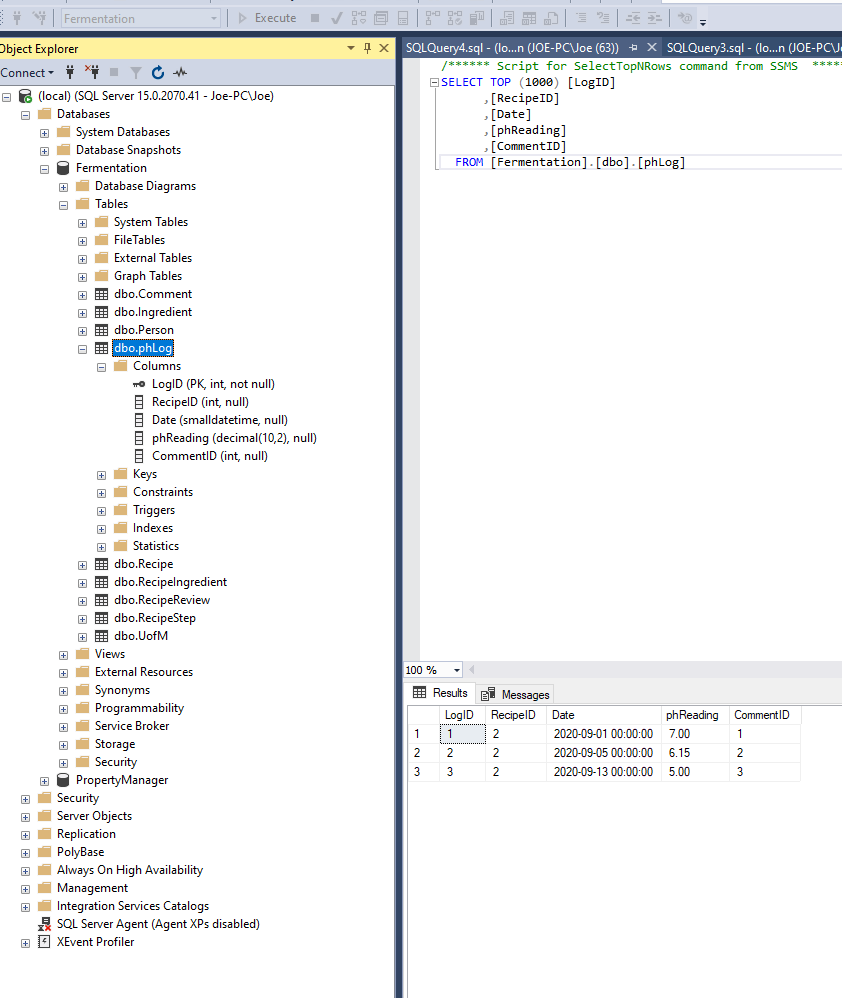 Fermentation
Execute
Object Explorer
SQLQuery4.sql - (lo...n (JOE-PC\Joe (63))
SQLQuery3.sql - (lo...n (JOE-PC\J
Connect
(local) (SQL Server 15.0.2070.41 - Joe-PC\Joe)
Databases
System Databases
Database Snapshots
Fermentation
Database Diagrams
Tables
System Tables
FileTables
External Tables
Graph Tables
dbo.Comment
dbo.Ingredient
dbo.Person
dbo.phLog
Columns
LogID (PK, int, not null)
RecipeID (int, null)
Date (smalldatetime, null)
phReading (decimal(10,2), null)
CommentID (int, null)
Keys
Constraints
Triggers
Indexes
Statistics
dbo.Recipe
dbo.RecipeIngredient
dbo.RecipeReview
dbo.RecipeStep
dbo.UofM
Views
External Resources
Synonyms
Programmability
Service Broker
Storage
Security
PropertyManager
Security
Server Objects
Replication
PolyBase
Always On High Availability
Management
Integration Services Catalogs
SQL Server Agent (Agent XPs disabled)
XEvent Profiler
/****** Script for SelectTopNRows command from SSMS  *****
SELECT TOP (1000) [LogID]
,[RecipeID]
,[Date]
,[phReading]
,[CommentID]
FROM [Fermentation].[dbo].[phLog]
100 %
Results Messages
LogID RecipeID Date phReading CommentID
1 1 2 2020-09-01 00:00:00 7.00 1
2 2 2 2020-09-05 00:00:00 6.15 2
3 3 2 2020-09-13 00:00:00 5.00 3